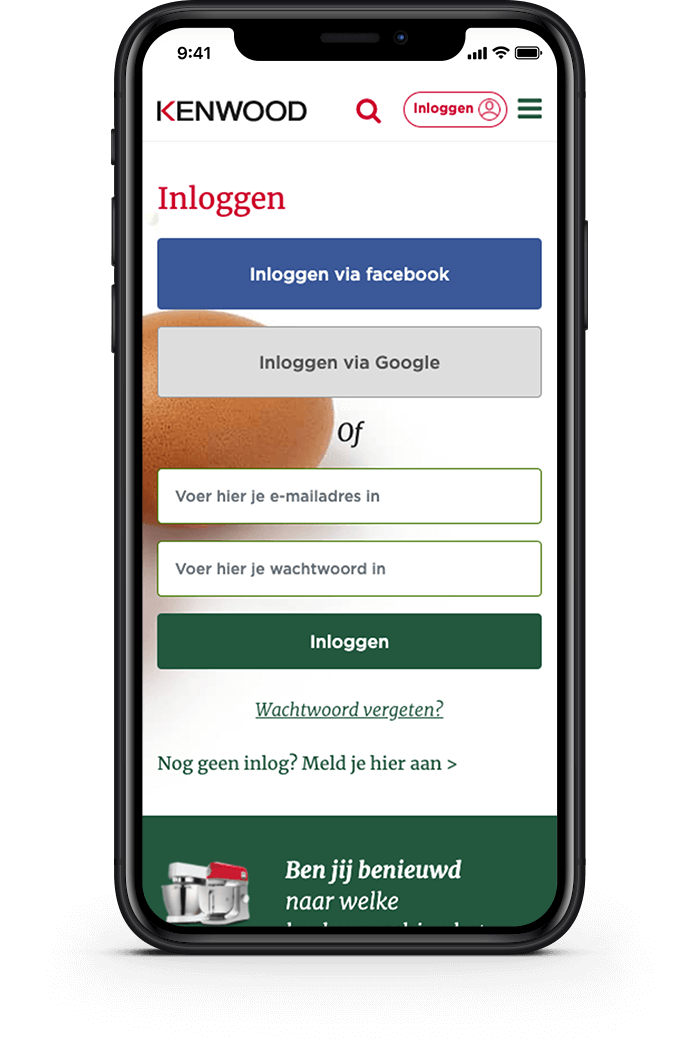 9:41
KENWOOD
Inloggen
Inloggen
Inloggen via facebook
Inloggen via Google
Of
Voer hier je e-mailadres in
Voer hier je wachtwoord in
Inloggen
Wachtwoord vergeten?
Nog geen inlog? Meld je hier aan >
Ben jij benieuwd
naar welke